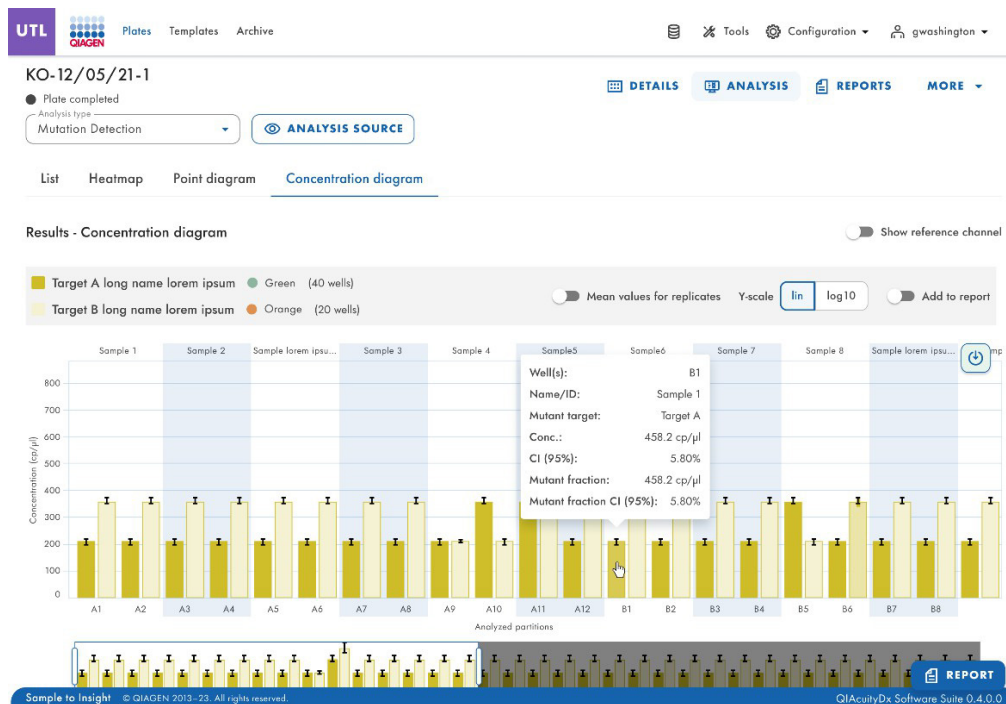 UTL QIAGEN Plates Templates Archive Tools Configuration gwashington
KO-12/05/21-1
DETAILS ANALYSIS REPORTS MORE
Plate completed
Analysis type
Mutation Detection
ANALYSIS SOURCE
List Heatmap Point diagram Concentration diagram
Results - Concentration diagram Show reference channel
Target A long name lorem ipsum Green (40 wells)
Target B long name lorem ipsum Orange (20 wells)
Mean values for replicates Y-scale lin log10 Add to report
Sample 1 Sample 2 Sample lorem ipsu... Sample 3 Sample 4 Sample5 Sample6 Sample 7 Sample 8 Sample lorem ipsu... mp
Well(s): B1
Name/ID: Sample 1
Mutant target: Target A
Conc.: 458.2 cp/µl
CI (95%): 5.80%
Mutant fraction: 458.2 cp/µl
Mutant fraction CI (95%): 5.80%
Concentration (cp/µl)
800
700
600
500
400
300
200
100
0
A1 A2 A3 A4 A5 A6 A7 A8 A9 A10 A11 A12 B1 B2 B3 B4 B5 B6 B7 B8
Analyzed partitions
REPORT
Sample to Insight © QIAGEN 2013–23. All rights reserved. QIAcuityDx Software Suite 0.4.0.0